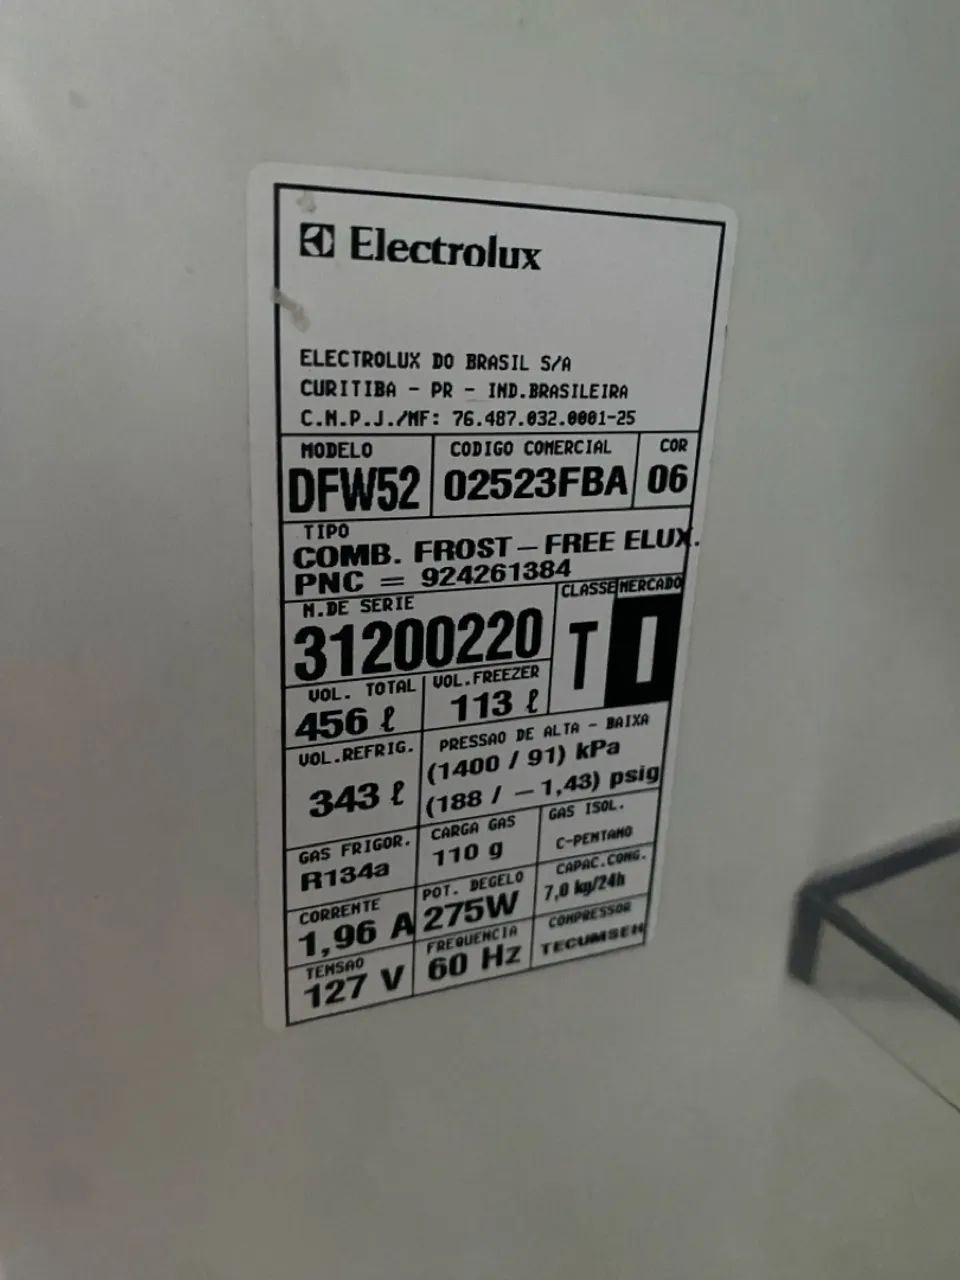 Electrolux
ELECTROLUX DO BRASIL S/A
CURITIBA - PR - IND.BRASILEIRA
C.N.P.J./MF: 76.487.032.0001-25
MODELO CODIGO COMERCIAL COR
DFW52 02523FBA 06
TIPO
COMB. FROST-FREE ELUX.
PNC = 924261384
N.DE SERIE CLASSE MERCADO
31200220 T I
VOL. TOTAL VOL.FREEZER
456 ℓ 113 ℓ
VOL.REFRIG. PRESSAO DE ALTA - BAIXA
343 ℓ (1400 / 91) kPa
(188 / -1,43) psig
GAS FRIGOR. CARGA GAS GAS ISOL.
R134a 110 g C-PENTANO
CORRENTE POT. DEGELO CAPAC.CONG.
1,96 A 275W 7,0 kg/24h
TENSAO FREQUENCIA COMPRESSOR
127 V 60 Hz TECUMSEH